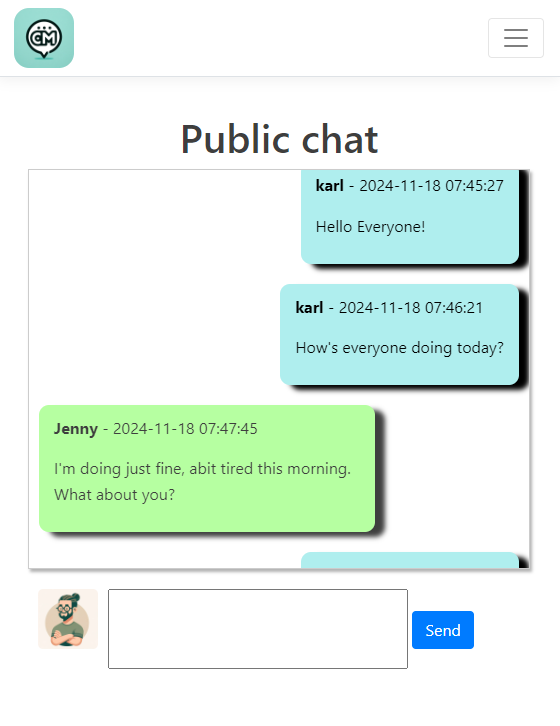 CM
Public chat
karl - 2024-11-18 07:45:27
Hello Everyone!
karl - 2024-11-18 07:46:21
How's everyone doing today?
Jenny - 2024-11-18 07:47:45
I'm doing just fine, abit tired this morning.
What about you?
Send